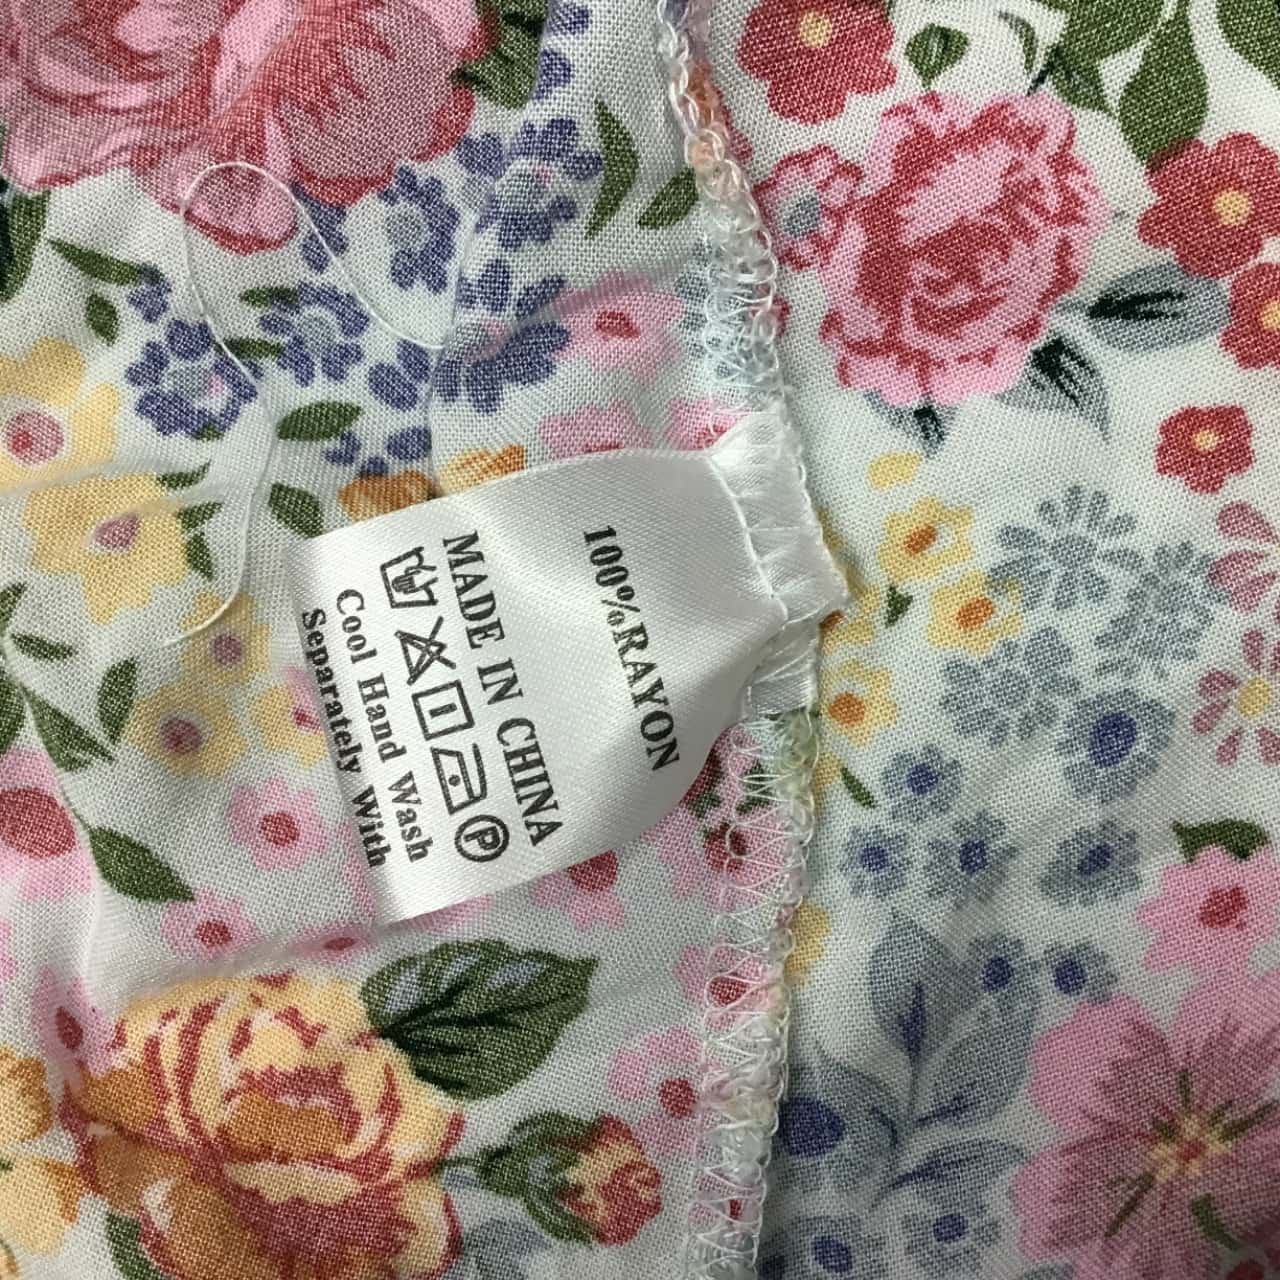 100%RAYON
MADE IN CHINA
P
Cool Hand Wash
Separately With